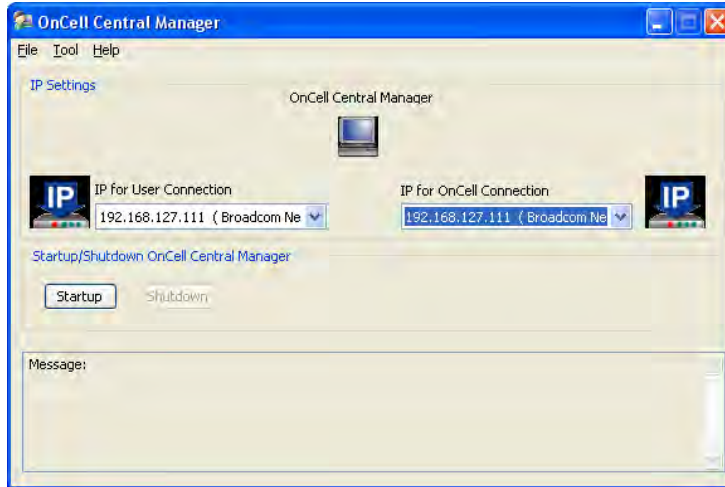 OnCell Central Manager
File Tool Help
IP Settings
OnCell Central Manager
IP IP for User Connection IP for OnCell Connection IP
192.168.127.111 ( Broadcom Ne 192.168.127.111 ( Broadcom Ne
Startup/Shutdown OnCell Central Manager
Startup Shutdown
Message: